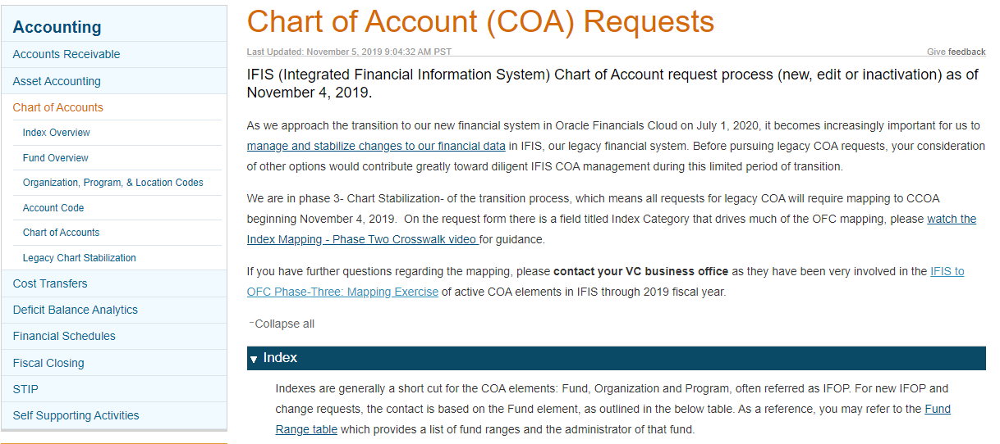 Accounting
Accounts Receivable
Asset Accounting
Chart of Accounts
Index Overview
Fund Overview
Organization, Program, & Location Codes
Account Code
Chart of Accounts
Legacy Chart Stabilization
Cost Transfers
Deficit Balance Analytics
Financial Schedules
Fiscal Closing
STIP
Self Supporting Activities
Chart of Account (COA) Requests
Last Updated: November 5, 2019 9:04:32 AM PST
Give feedback
IFIS (Integrated Financial Information System) Chart of Account request process (new, edit or inactivation) as of
November 4, 2019.
As we approach the transition to our new financial system in Oracle Financials Cloud on July 1, 2020, it becomes increasingly important for us to
manage and stabilize changes to our financial data in IFIS, our legacy financial system. Before pursuing legacy COA requests, your consideration
of other options would contribute greatly toward diligent IFIS COA management during this limited period of transition.
We are in phase 3- Chart Stabilization- of the transition process, which means all requests for legacy COA will require mapping to CCOA
beginning November 4, 2019. On the request form there is a field titled Index Category that drives much of the OFC mapping, please watch the
Index Mapping - Phase Two Crosswalk video for guidance.
If you have further questions regarding the mapping, please contact your VC business office as they have been very involved in the IFIS to
OFC Phase-Three: Mapping Exercise of active COA elements in IFIS through 2019 fiscal year.
−Collapse all
Index
Indexes are generally a short cut for the COA elements: Fund, Organization and Program, often referred as IFOP. For new IFOP and
change requests, the contact is based on the Fund element, as outlined in the below table. As a reference, you may refer to the Fund
Range table which provides a list of fund ranges and the administrator of that fund.